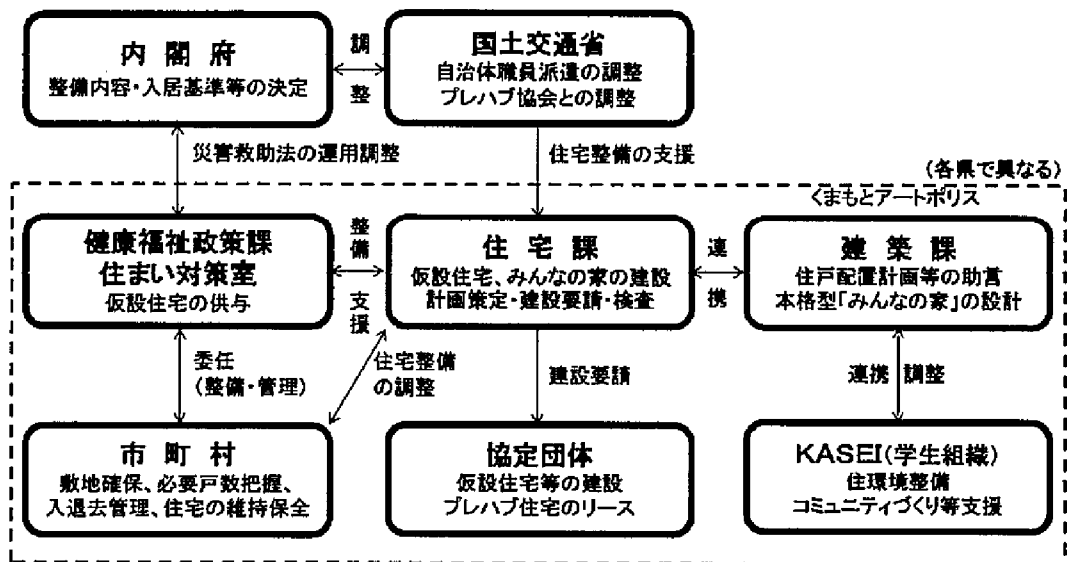 内閣府
整備内容・入居基準等の決定
調
整
国土交通省
自治体職員派遣の調整
プレハブ協会との調整
災害救助法の運用調整
住宅整備の支援
(各県で異なる)
くまもとアートポリス
健康福祉政策課
住まい対策室
仮設住宅の供与
整
備
支
援
住宅課
仮設住宅、みんなの家の建設
計画策定・建設要請・検査
連
携
建築課
住戸配置計画等の助言
本格型「みんなの家」の設計
委任
(整備・管理)
住宅整備
の調整
建設要請
連携 調整
市町村
敷地確保、必要戸数把握、
入退去管理、住宅の維持保全
協定団体
仮設住宅等の建設
プレハブ住宅のリース
KASEI(学生組織)
住環境整備
コミュニティづくり等支援